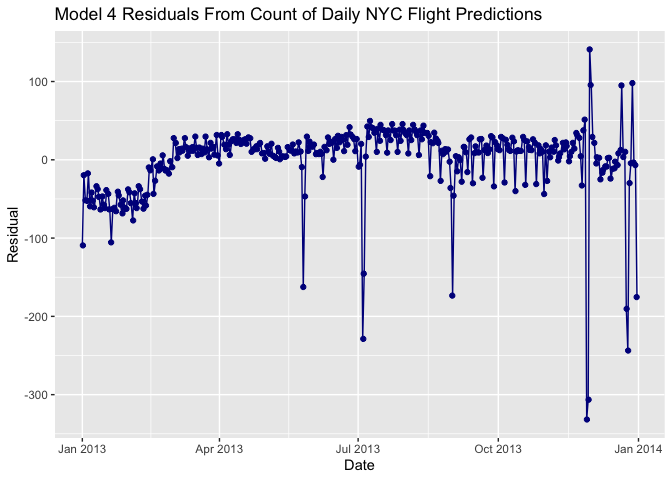 Model 4 Residuals From Count of Daily NYC Flight Predictions
Residual
100
0
-100
-200
-300
Jan 2013
Apr 2013
Jul 2013
Oct 2013
Jan 2014
Date